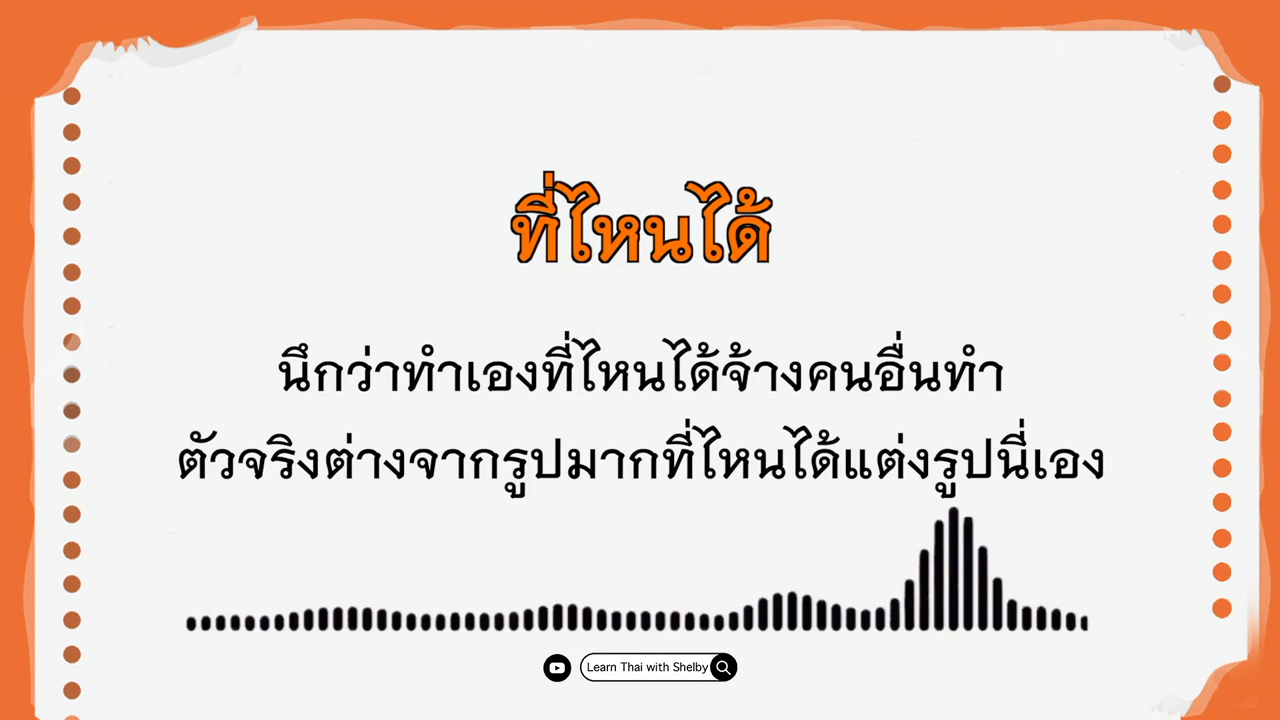 ที่ไหนได้
นึกว่าทำเองที่ไหนได้จ้างคนอื่นทำ
ตัวจริงต่างจากรูปมากที่ไหนได้แต่งรูปนี่เอง
Learn Thai with Shelby